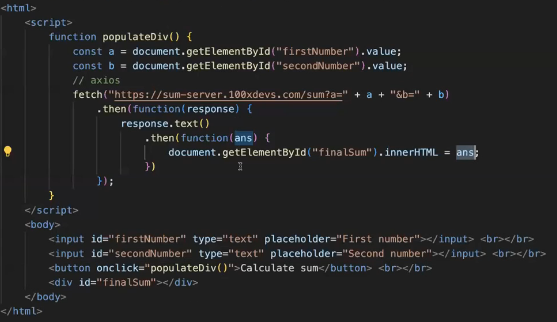 <html>
<script>
function populateDiv() {
const a = document.getElementById("firstNumber").value;
const b = document.getElementById("secondNumber").value;
// axios
fetch("https://sum-server.100xdevs.com/sum?a=" + a + "&b=" + b)
.then(function(response) {
response.text()
.then(function(ans) {
document.getElementById("finalSum").innerHTML = ans;
})
});
}
</script>
<body>
<input id="firstNumber" type="text" placeholder="First number"></input> <br></br>
<input id="secondNumber" type="text" placeholder="Second number"></input> <br></br>
<button onclick="populateDiv()">Calculate sum</button> <br></br>
<div id="finalSum"></div>
</body>
</html>